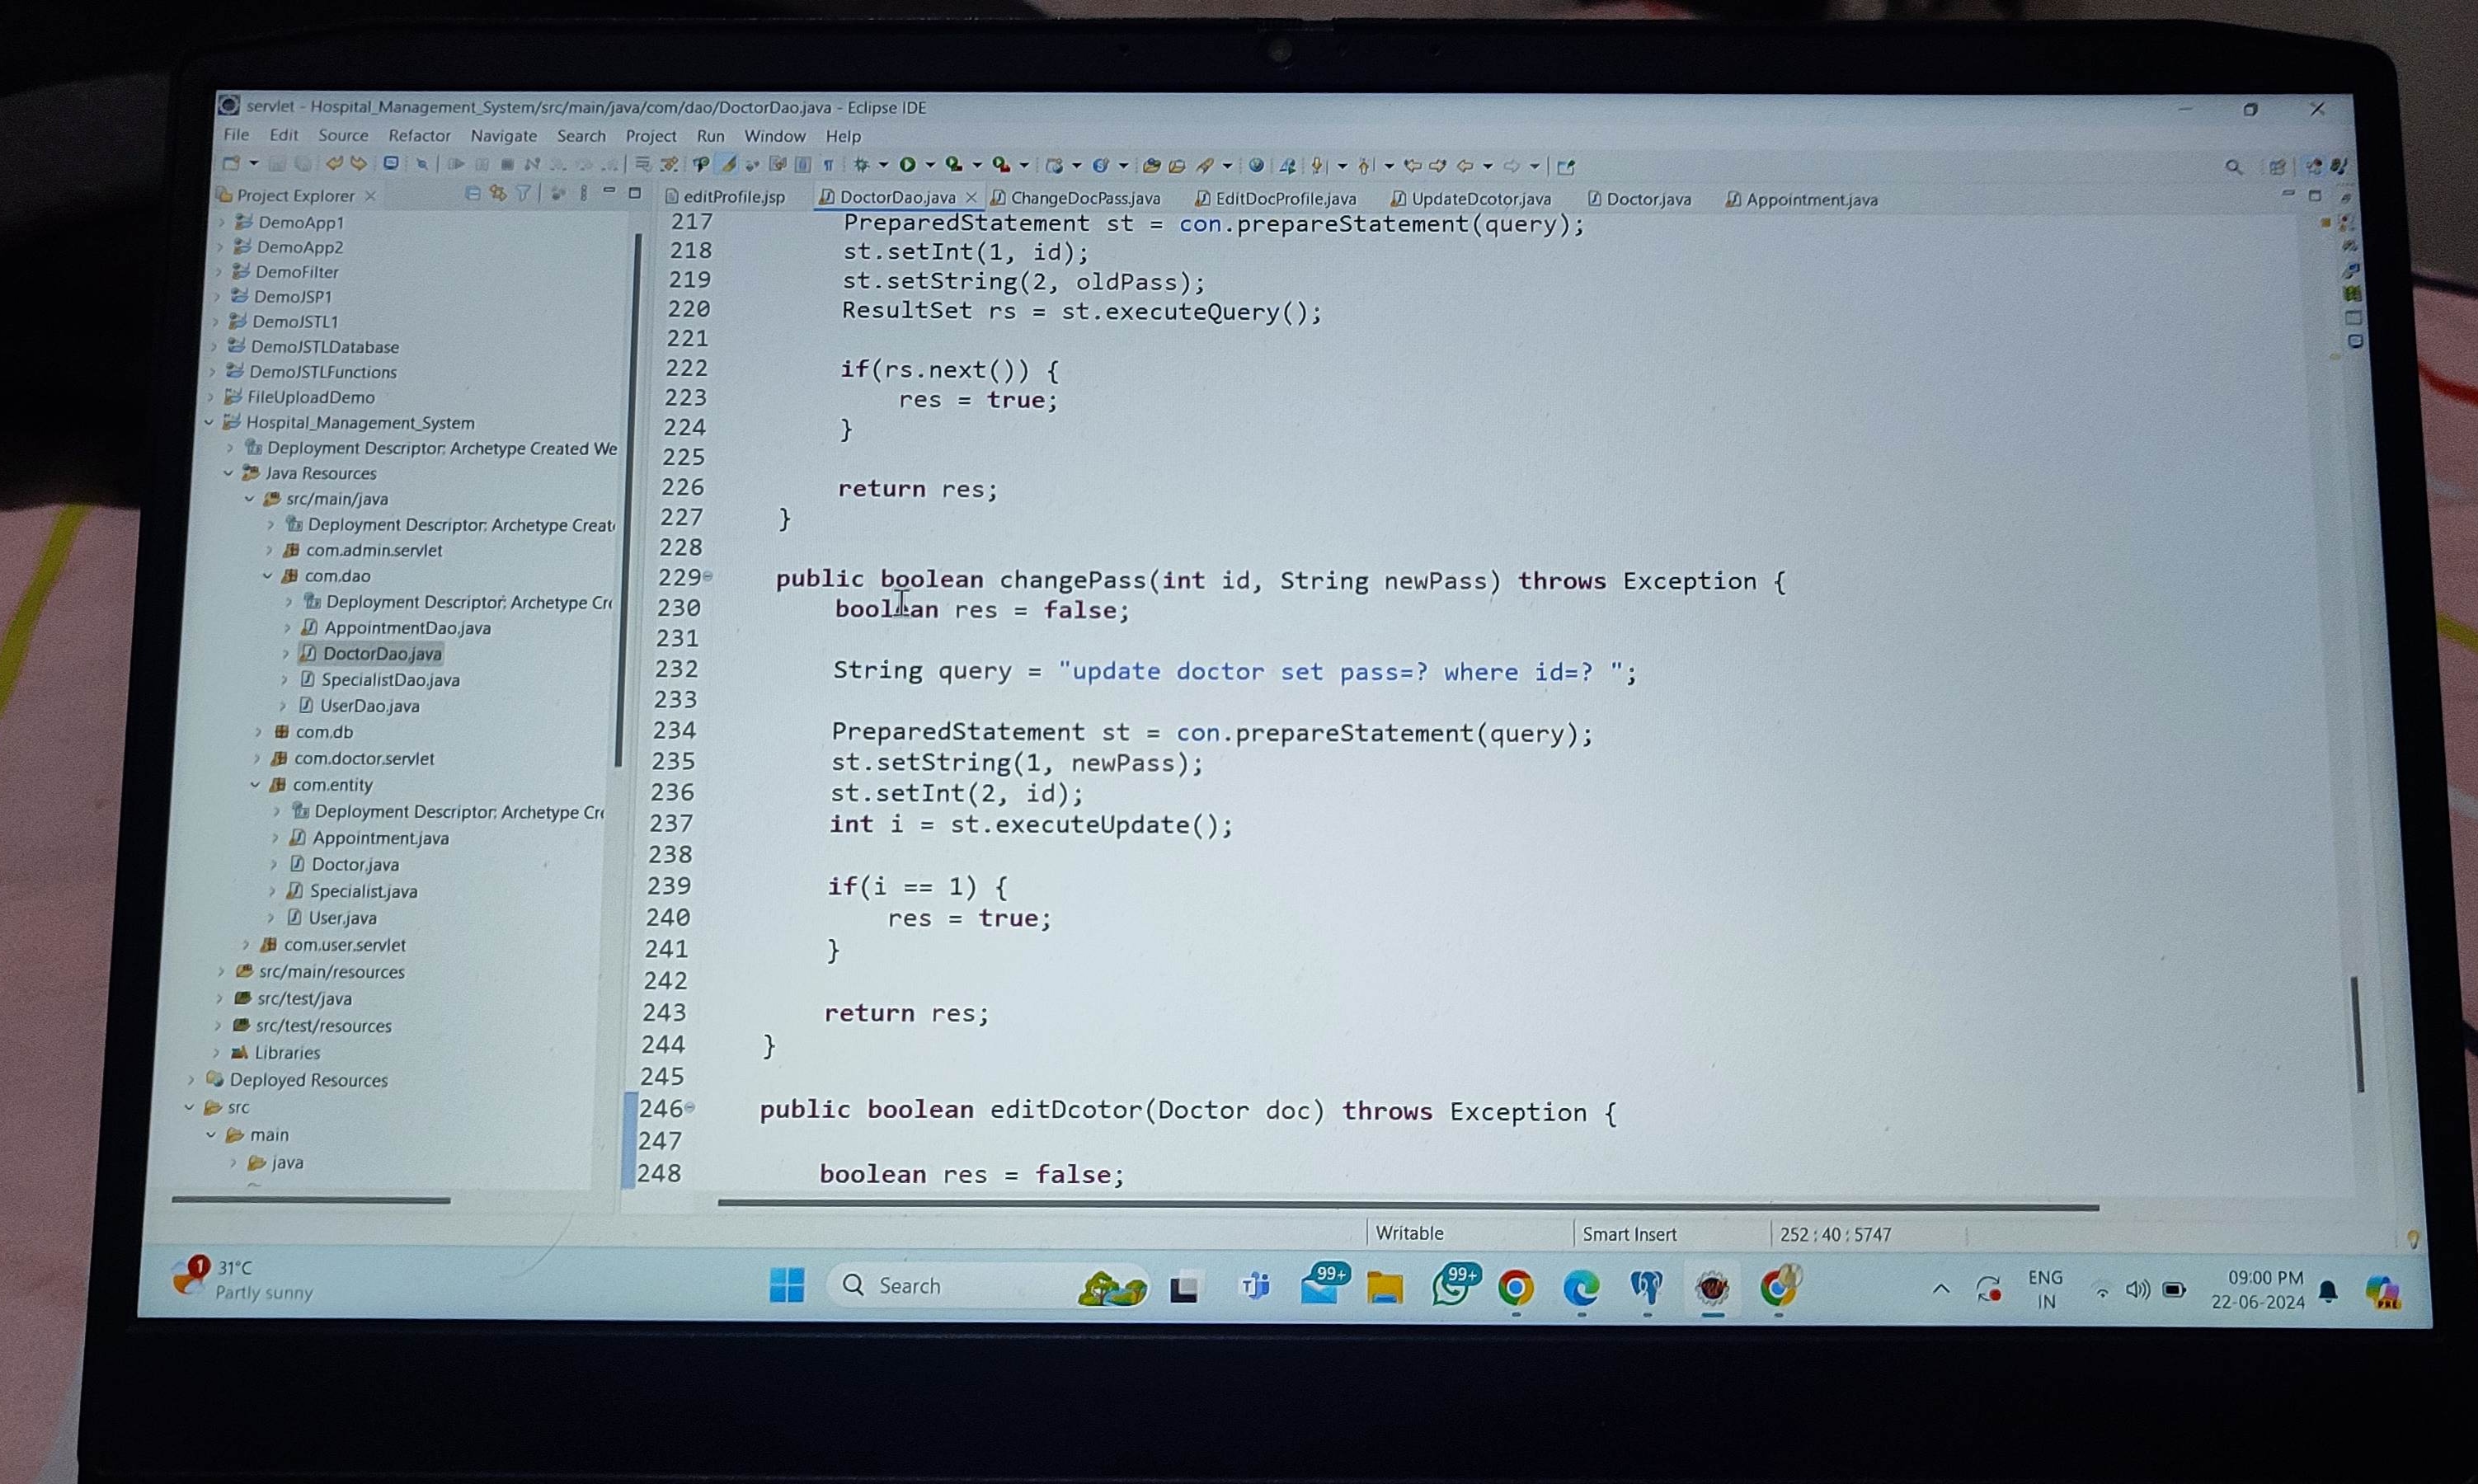 servlet - Hospital_Management_System/src/main/java/com/dao/DoctorDao.java - Eclipse IDE
File Edit Source Refactor Navigate Search Project Run Window Help
Project Explorer
DemoApp1
DemoApp2
DemoFilter
DemoJSP1
DemoJSTL1
DemoJSTLDatabase
DemoJSTLFunctions
FileUploadDemo
Hospital_Management_System
Deployment Descriptor: Archetype Created We
Java Resources
src/main/java
Deployment Descriptor: Archetype Creat
com.admin.servlet
com.dao
Deployment Descriptor: Archetype Cre
AppointmentDao.java
DoctorDao.java
SpecialistDao.java
UserDao.java
com.db
com.doctor.servlet
com.entity
Deployment Descriptor: Archetype Cre
Appointment.java
Doctor.java
Specialist.java
User.java
com.user.servlet
src/main/resources
src/test/java
src/test/resources
Libraries
Deployed Resources
src
main
java
editProfile.jsp DoctorDao.java ChangeDocPass.java EditDocProfile.java UpdateDcotor.java Doctor.java Appointment.java
217 PreparedStatement st = con.prepareStatement(query);
218 st.setInt(1, id);
219 st.setString(2, oldPass);
220 ResultSet rs = st.executeQuery();
221
222 if(rs.next()) {
223 res = true;
224 }
225
226 return res;
227 }
228
229 public boolean changePass(int id, String newPass) throws Exception {
230 boolean res = false;
231
232 String query = "update doctor set pass=? where id=? ";
233
234 PreparedStatement st = con.prepareStatement(query);
235 st.setString(1, newPass);
236 st.setInt(2, id);
237 int i = st.executeUpdate();
238
239 if(i == 1) {
240 res = true;
241 }
242
243 return res;
244 }
245
246 public boolean editDcotor(Doctor doc) throws Exception {
247
248 boolean res = false;
Writable Smart Insert 252 : 40 : 5747
1
31°C
Partly sunny
Search
99+
99+
ENG
IN
09:00 PM
22-06-2024
PRE